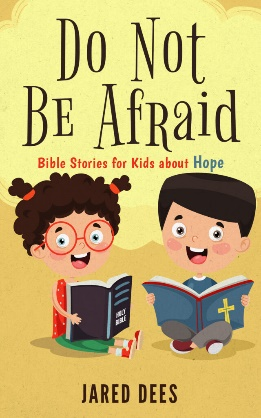 Do Not
Be Afraid
Bible Stories for Kids about Hope
HOLY
BIBLE
JARED DEES